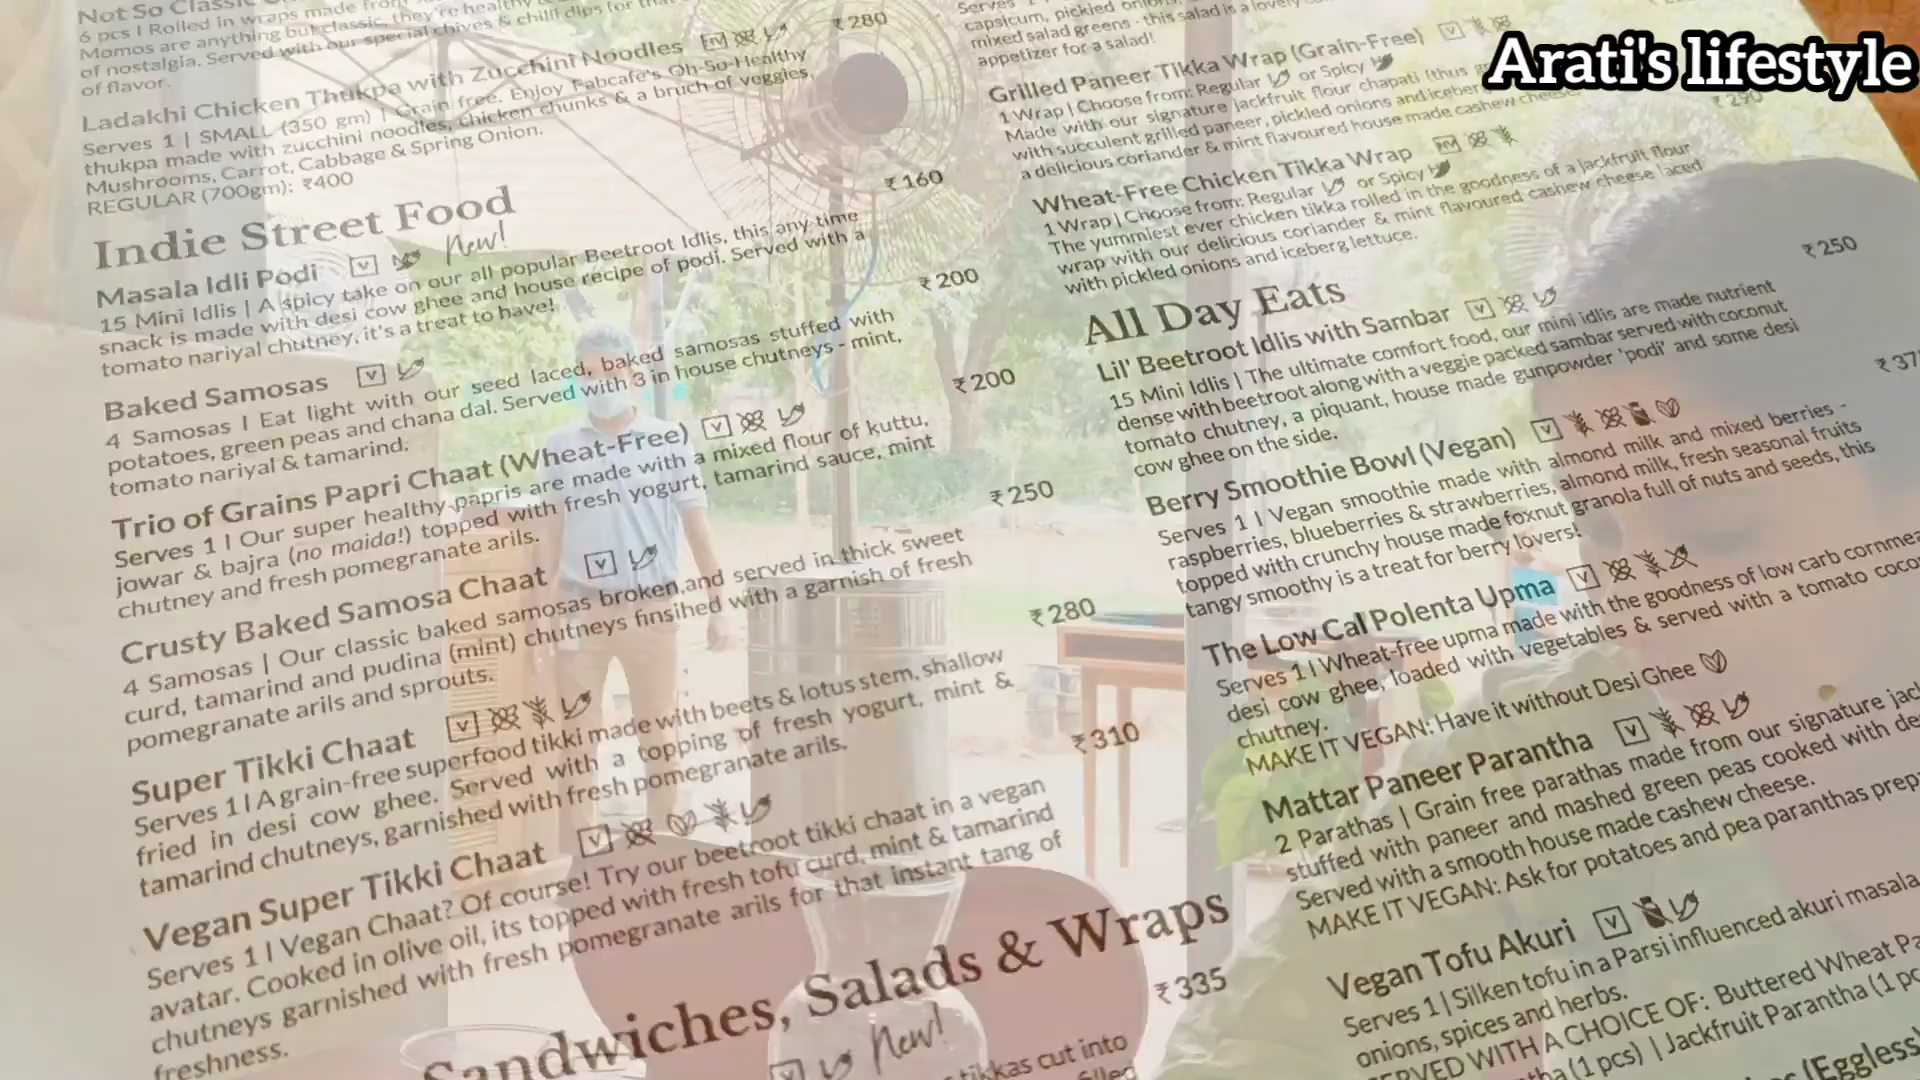 Not So Classic
6 pcs | Rolled in wraps made from
Momos are anything but classic, they're healthy &
of nostalgia. Served with our special chives & chilli dips for that
of flavor.
Ladakhi Chicken Thukpa with Zucchini Noodles ₹280
Serves 1 | SMALL (350 gm) | Grain free. Enjoy Fabcafe's Oh-So-Healthy
thukpa made with zucchini noodles, chicken chunks & a bruch of veggies,
Mushrooms, Carrot, Cabbage & Spring Onion.
REGULAR (700gm): ₹400
Indie Street Food
Masala Idli Podi New! ₹160
15 Mini Idlis | A spicy take on our all popular Beetroot Idlis, this any time
snack is made with desi cow ghee and house recipe of podi. Served with a
tomato nariyal chutney, it's a treat to have!
Baked Samosas ₹200
4 Samosas | Eat light with our seed laced, baked samosas stuffed with
potatoes, green peas and chana dal. Served with 3 in house chutneys - mint,
tomato nariyal & tamarind.
Trio of Grains Papri Chaat (Wheat-Free) ₹200
Serves 1 | Our super healthy papris are made with a mixed flour of kuttu,
jowar & bajra (no maida!) topped with fresh yogurt, tamarind sauce, mint
chutney and fresh pomegranate arils.
Crusty Baked Samosa Chaat ₹250
4 Samosas | Our classic baked samosas broken,and served in thick sweet
curd, tamarind and pudina (mint) chutneys finsihed with a garnish of fresh
pomegranate arils and sprouts.
Super Tikki Chaat ₹280
Serves 1 | A grain-free superfood tikki made with beets & lotus stem, shallow
fried in desi cow ghee. Served with a topping of fresh yogurt, mint &
tamarind chutneys, garnished with fresh pomegranate arils.
Vegan Super Tikki Chaat ₹310
Serves 1 | Vegan Chaat? Of course! Try our beetroot tikki chaat in a vegan
avatar. Cooked in olive oil, its topped with fresh tofu curd, mint & tamarind
chutneys garnished with fresh pomegranate arils for that instant tang of
freshness.
Sandwiches, Salads & Wraps
New! ₹335
tikkas cut into
capsicum, pickled onions
mixed salad greens - this salad is a lovely
appetizer for a salad!
Grilled Paneer Tikka Wrap (Grain-Free)
1 Wrap | Choose from: Regular or Spicy
Made with our signature jackfruit flour chapati (thus
with succulent grilled paneer, pickled onions and iceberg
a delicious coriander & mint flavoured house made cashew cheese.
Wheat-Free Chicken Tikka Wrap ₹290
1 Wrap | Choose from: Regular or Spicy
The yummiest ever chicken tikka rolled in the goodness of a jackfruit flour
wrap with our delicious coriander & mint flavoured cashew cheese laced
with pickled onions and iceberg lettuce.
All Day Eats
Lil' Beetroot Idlis with Sambar ₹250
15 Mini Idlis | The ultimate comfort food, our mini idlis are made nutrient
dense with beetroot along with a veggie packed sambar served with coconut
tomato chutney, a piquant, house made gunpowder 'podi' and some desi
cow ghee on the side.
Berry Smoothie Bowl (Vegan)
Serves 1 | Vegan smoothie made with almond milk and mixed berries -
raspberries, blueberries & strawberries, almond milk, fresh seasonal fruits
topped with crunchy house made foxnut granola full of nuts and seeds, this
tangy smoothy is a treat for berry lovers!
The Low Cal Polenta Upma
Serves 1 | Wheat-free upma made with the goodness of low carb
desi cow ghee, loaded with vegetables & served with a tomato
chutney.
MAKE IT VEGAN: Have it without Desi Ghee
Mattar Paneer Parantha
2 Parathas | Grain free parathas made from our signature
stuffed with paneer and mashed green peas cooked with
Served with a smooth house made cashew cheese.
MAKE IT VEGAN: Ask for potatoes and pea paranthas
Vegan Tofu Akuri
Serves 1 | Silken tofu in a Parsi influenced akuri masala
onions, spices and herbs.
SERVED WITH A CHOICE OF: Buttered Wheat
(1 pcs) | Jackfruit Parantha (1
(Eggless)
Arati's lifestyle